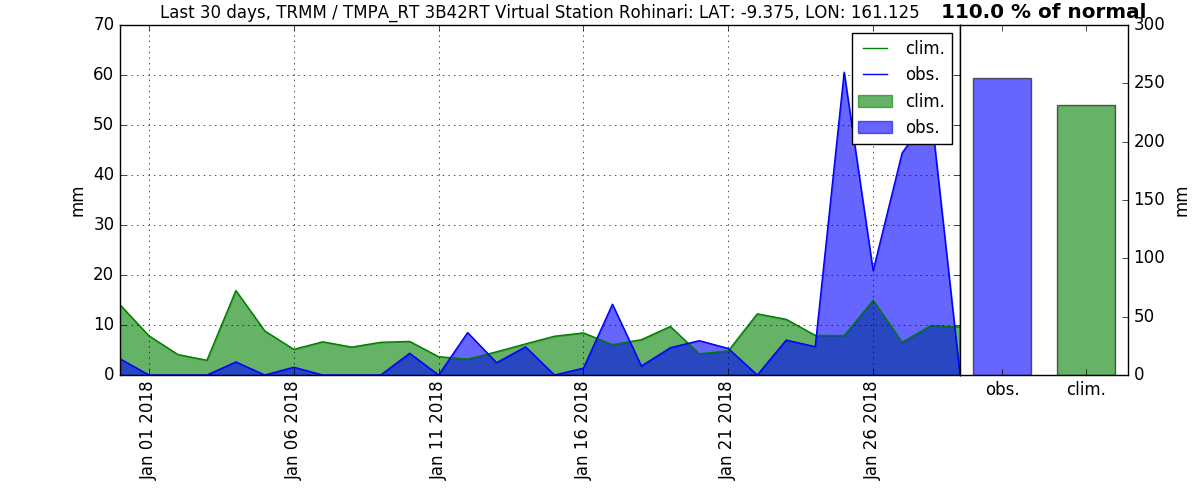 Last 30 days, TRMM / TMPA_RT 3B42RT Virtual Station Rohinari: LAT: -9.375, LON: 161.125
110.0 % of normal
70
60
50
40
30
20
10
0
mm
clim.
obs.
clim.
obs.
Jan 01 2018
Jan 06 2018
Jan 11 2018
Jan 16 2018
Jan 21 2018
Jan 26 2018
300
250
200
150
100
50
0
mm
obs.
clim.